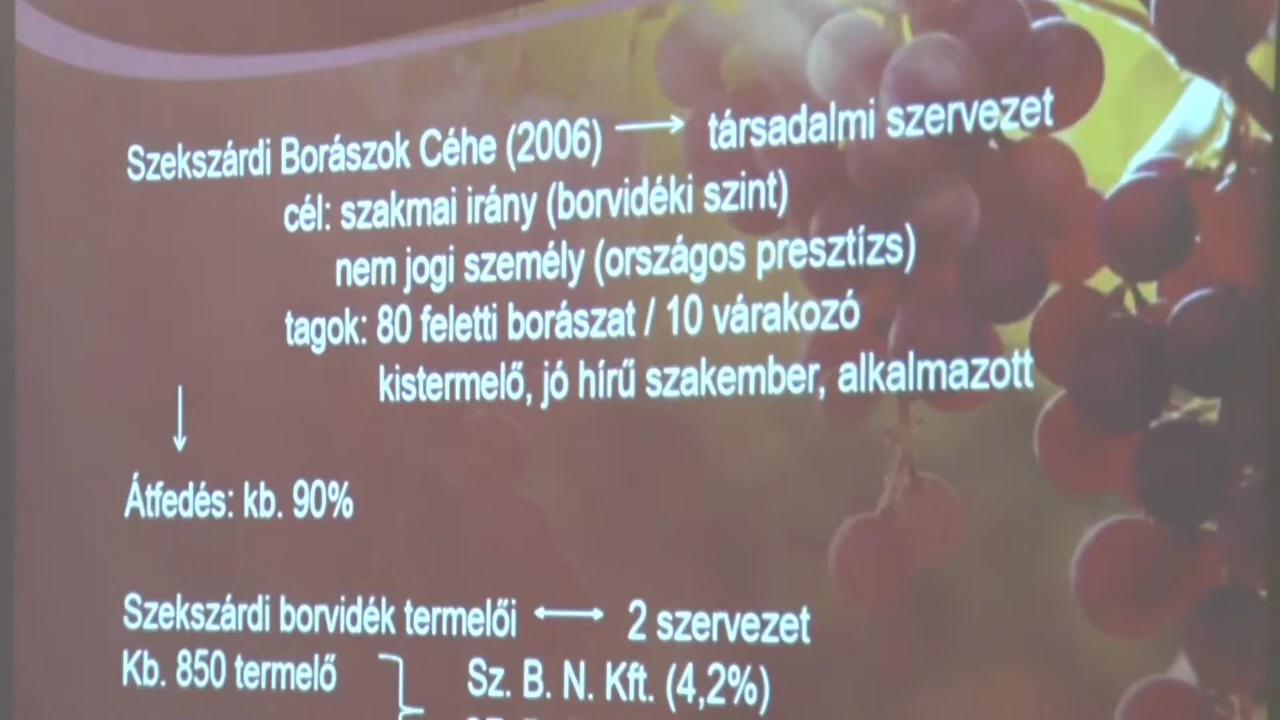 Szekszárdi Borászok Céhe (2006) → társadalmi szervezet
cél: szakmai irány (borvidéki szint)
nem jogi személy (országos presztízs)
tagok: 80 feletti borászat / 10 várakozó
kistermelő, jó hírű szakember, alkalmazott
↓
Átfedés: kb. 90%
Szekszárdi borvidék termelői ↔ 2 szervezet
Kb. 850 termelő
Sz. B. N. Kft. (4,2%)